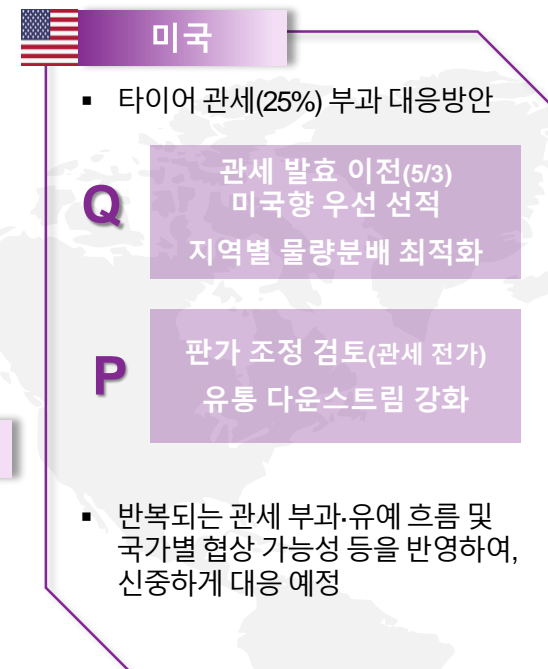 미국
▪ 타이어 관세(25%) 부과 대응방안
Q
관세 발효 이전(5/3)
미국향 우선 선적
지역별 물량분배 최적화
P
판가 조정 검토(관세 전가)
유통 다운스트림 강화
▪ 반복되는 관세 부과·유예 흐름 및
국가별 협상 가능성 등을 반영하여,
신중하게 대응 예정